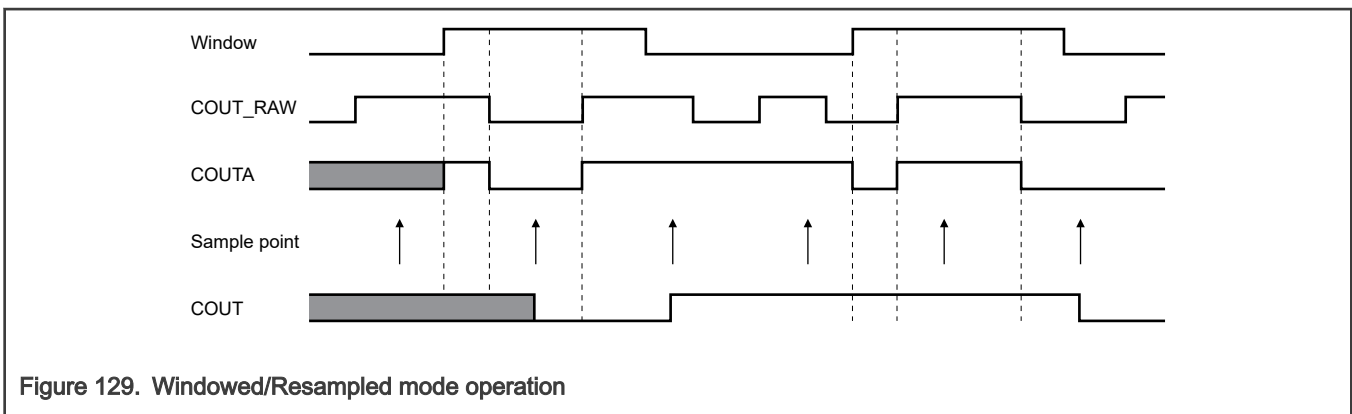 Window
COUT_RAW
COUTA
Sample point
COUT
Figure 129. Windowed/Resampled mode operation